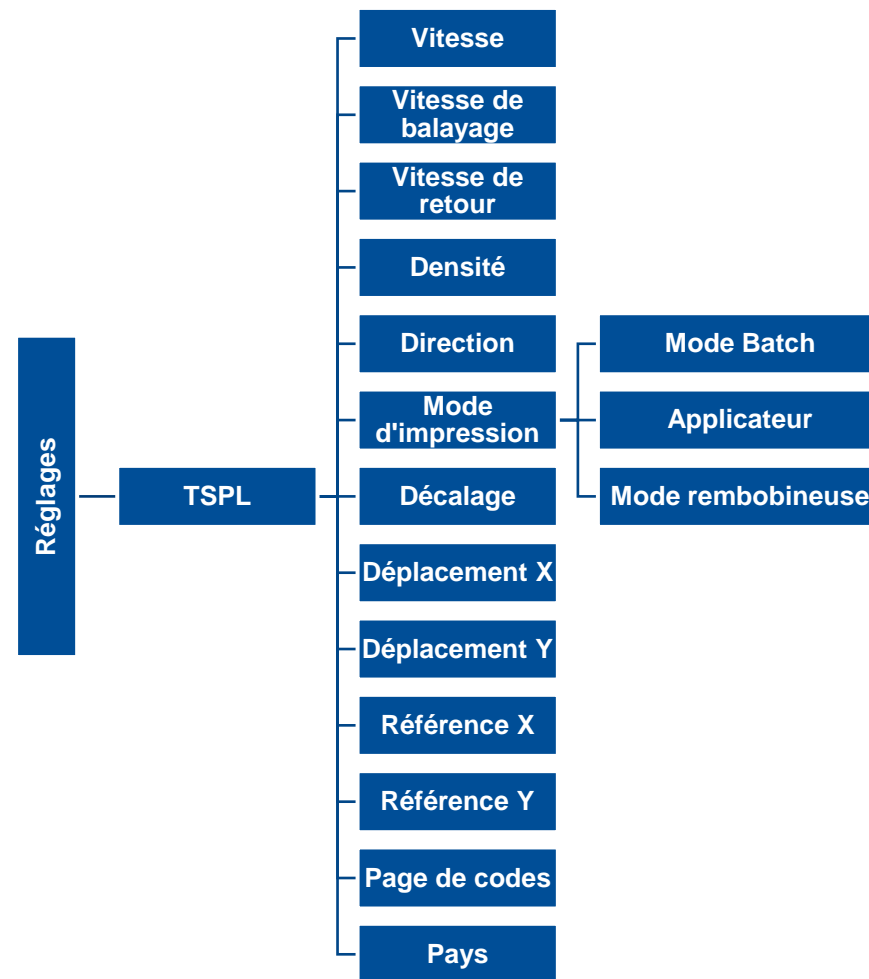 Réglages
TSPL
Vitesse
Vitesse de
balayage
Vitesse de
retour
Densité
Direction
Mode
d'impression
Décalage
Déplacement X
Déplacement Y
Référence X
Référence Y
Page de codes
Pays
Mode Batch
Applicateur
Mode rembobineuse